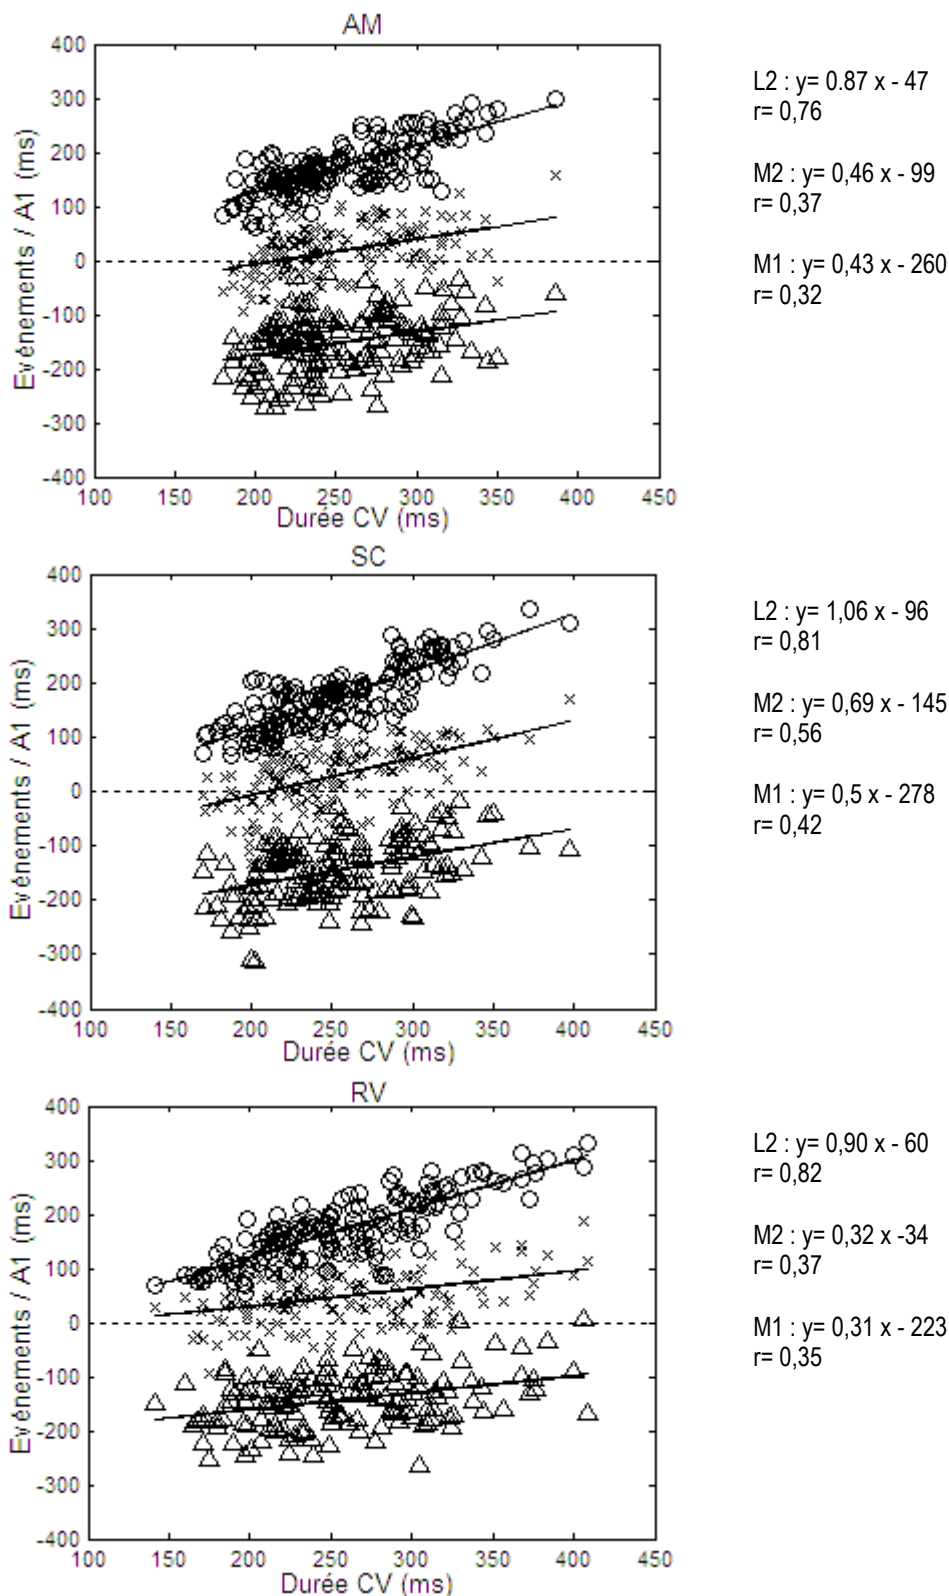 AM
400
300
200
100
0
-100
-200
-300
-400
Evénements / A1 (ms)
100 150 200 250 300 350 400 450
Durée CV (ms)
L2 : y= 0.87 x - 47
r= 0,76
M2 : y= 0,46 x - 99
r= 0,37
M1 : y= 0,43 x - 260
r= 0,32
SC
400
300
200
100
0
-100
-200
-300
-400
Evénements / A1 (ms)
100 150 200 250 300 350 400 450
Durée CV (ms)
L2 : y= 1,06 x - 96
r= 0,81
M2 : y= 0,69 x - 145
r= 0,56
M1 : y= 0,5 x - 278
r= 0,42
RV
400
300
200
100
0
-100
-200
-300
-400
Evénements / A1 (ms)
100 150 200 250 300 350 400 450
Durée CV (ms)
L2 : y= 0,90 x - 60
r= 0,82
M2 : y= 0,32 x -34
r= 0,37
M1 : y= 0,31 x - 223
r= 0,35